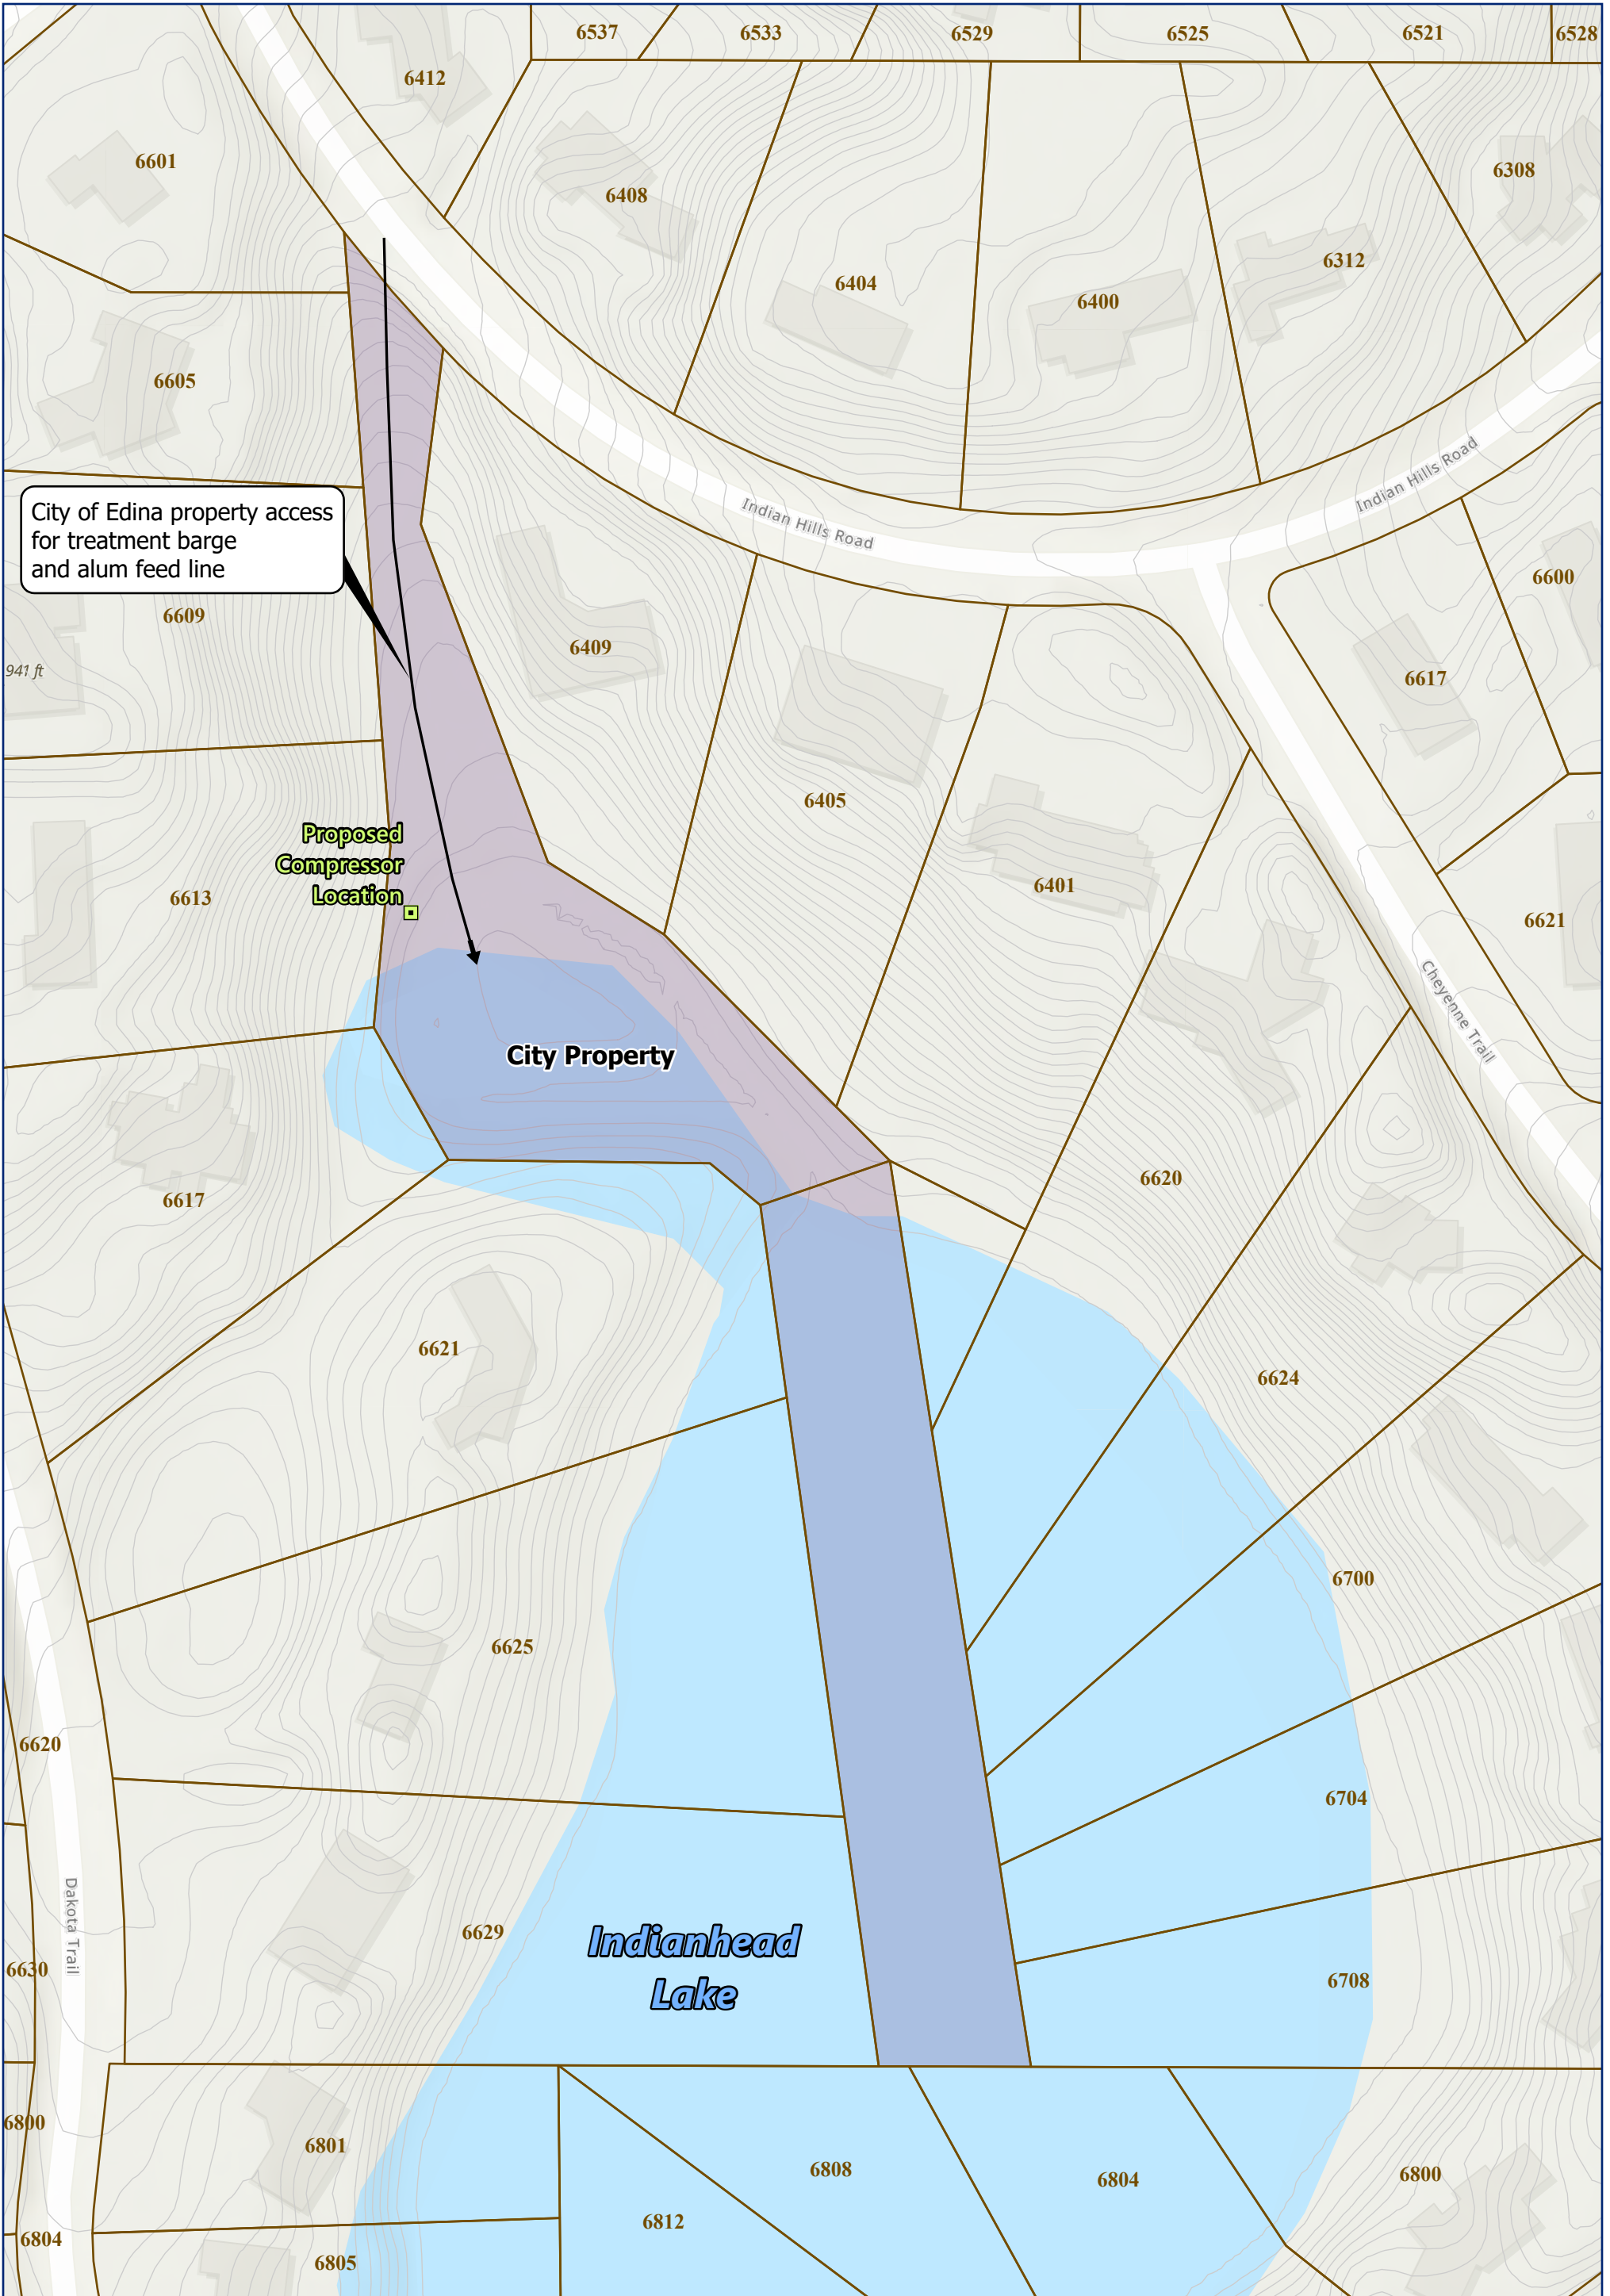 6537
6533
6529
6525
6521
6528
6412
6601
6408
6308
6404
6400
6312
6605
Indian Hills Road
Indian Hills Road
City of Edina property access
for treatment barge
and alum feed line
6600
6609
6409
941 ft
6617
6405
Proposed
Compressor
Location
6613
6401
6621
Cheyenne Trail
City Property
6617
6620
6621
6624
6700
6625
6620
6704
Dakota Trail
6629
Indianhead
Lake
6630
6708
6800
6801
6808
6804
6800
6812
6804
6805